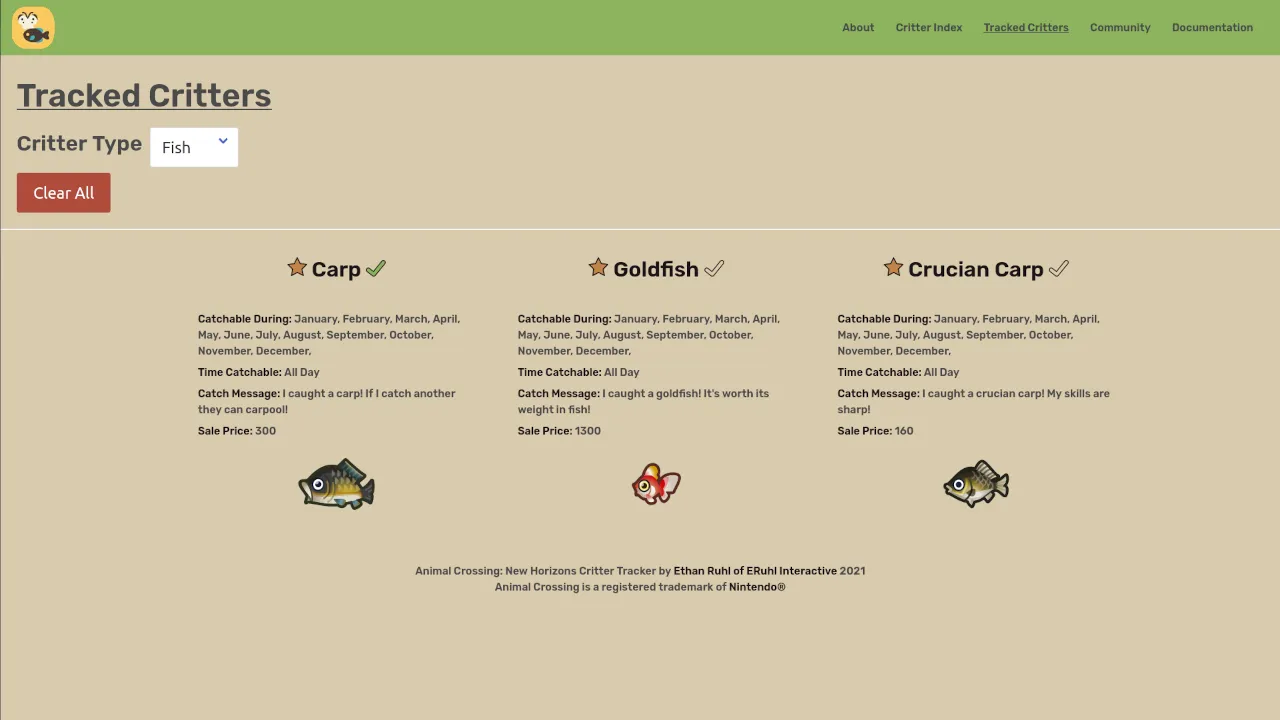 About Critter Index Tracked Critters Community Documentation
Tracked Critters
Critter Type Fish
Clear All
Carp
Catchable During: January, February, March, April,
May, June, July, August, September, October,
November, December,
Time Catchable: All Day
Catch Message: I caught a carp! If I catch another
they can carpool!
Sale Price: 300
Goldfish
Catchable During: January, February, March, April,
May, June, July, August, September, October,
November, December,
Time Catchable: All Day
Catch Message: I caught a goldfish! It's worth its
weight in fish!
Sale Price: 1300
Crucian Carp
Catchable During: January, February, March, April,
May, June, July, August, September, October,
November, December,
Time Catchable: All Day
Catch Message: I caught a crucian carp! My skills are
sharp!
Sale Price: 160
Animal Crossing: New Horizons Critter Tracker by Ethan Ruhl of ERuhl Interactive 2021
Animal Crossing is a registered trademark of Nintendo®